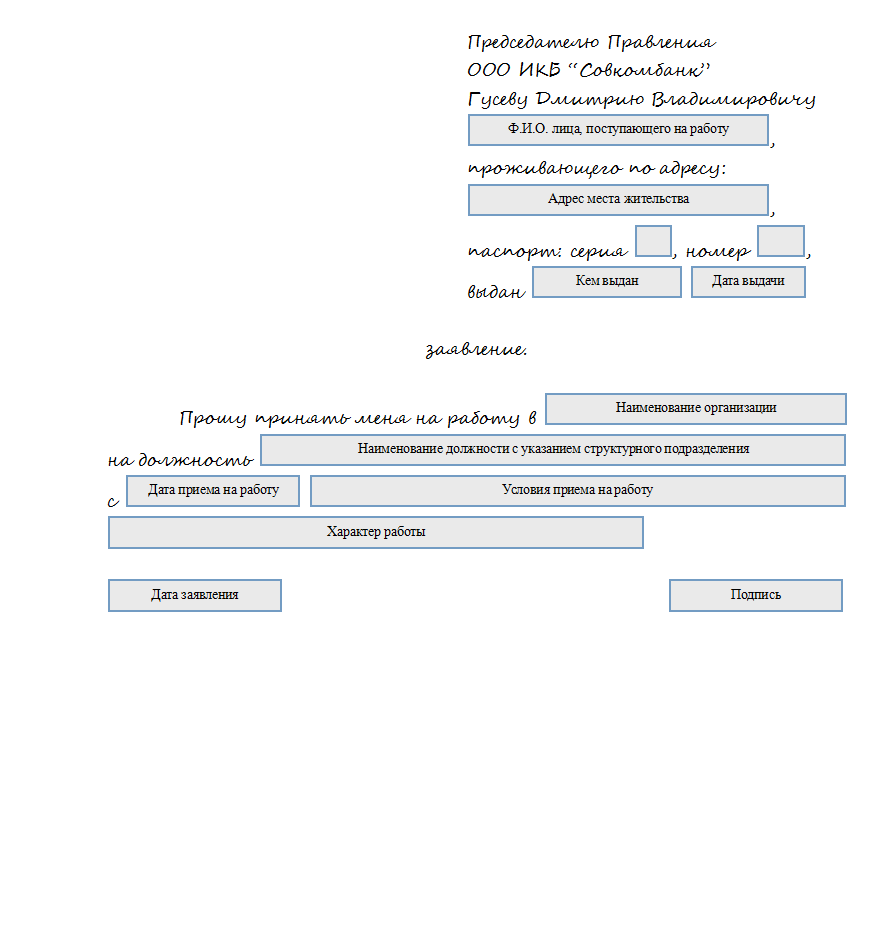 Председателю Правления
ООО ИКБ “Совкомбанк”
Гусеву Дмитрию Владимировичу
Ф.И.О. лица, поступающего на работу,
проживающего по адресу:
Адрес места жительства,
паспорт: серия , номер ,
выдан Кем выдан Дата выдачи
заявление.
Прошу принять меня на работу в Наименование организации
на должность Наименование должности с указанием структурного подразделения
с Дата приема на работу Условия приема на работу
Характер работы
Дата заявления Подпись